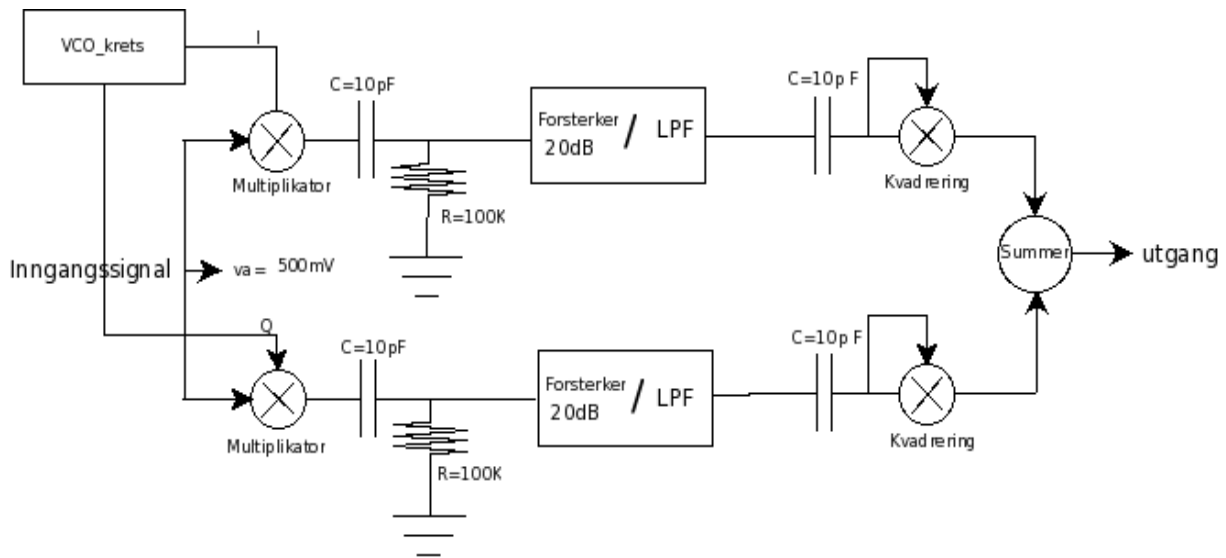 VCO_krets
I
C=10pF
C=10p F
Forsterker / LPF
20dB
Multiplikator
Kvadrering
R=100K
Inngangssignal
va = 500mV
Summer
utgang
Q
C=10pF
C=10p F
Forsterker / LPF
20dB
Multiplikator
Kvadrering
R=100K